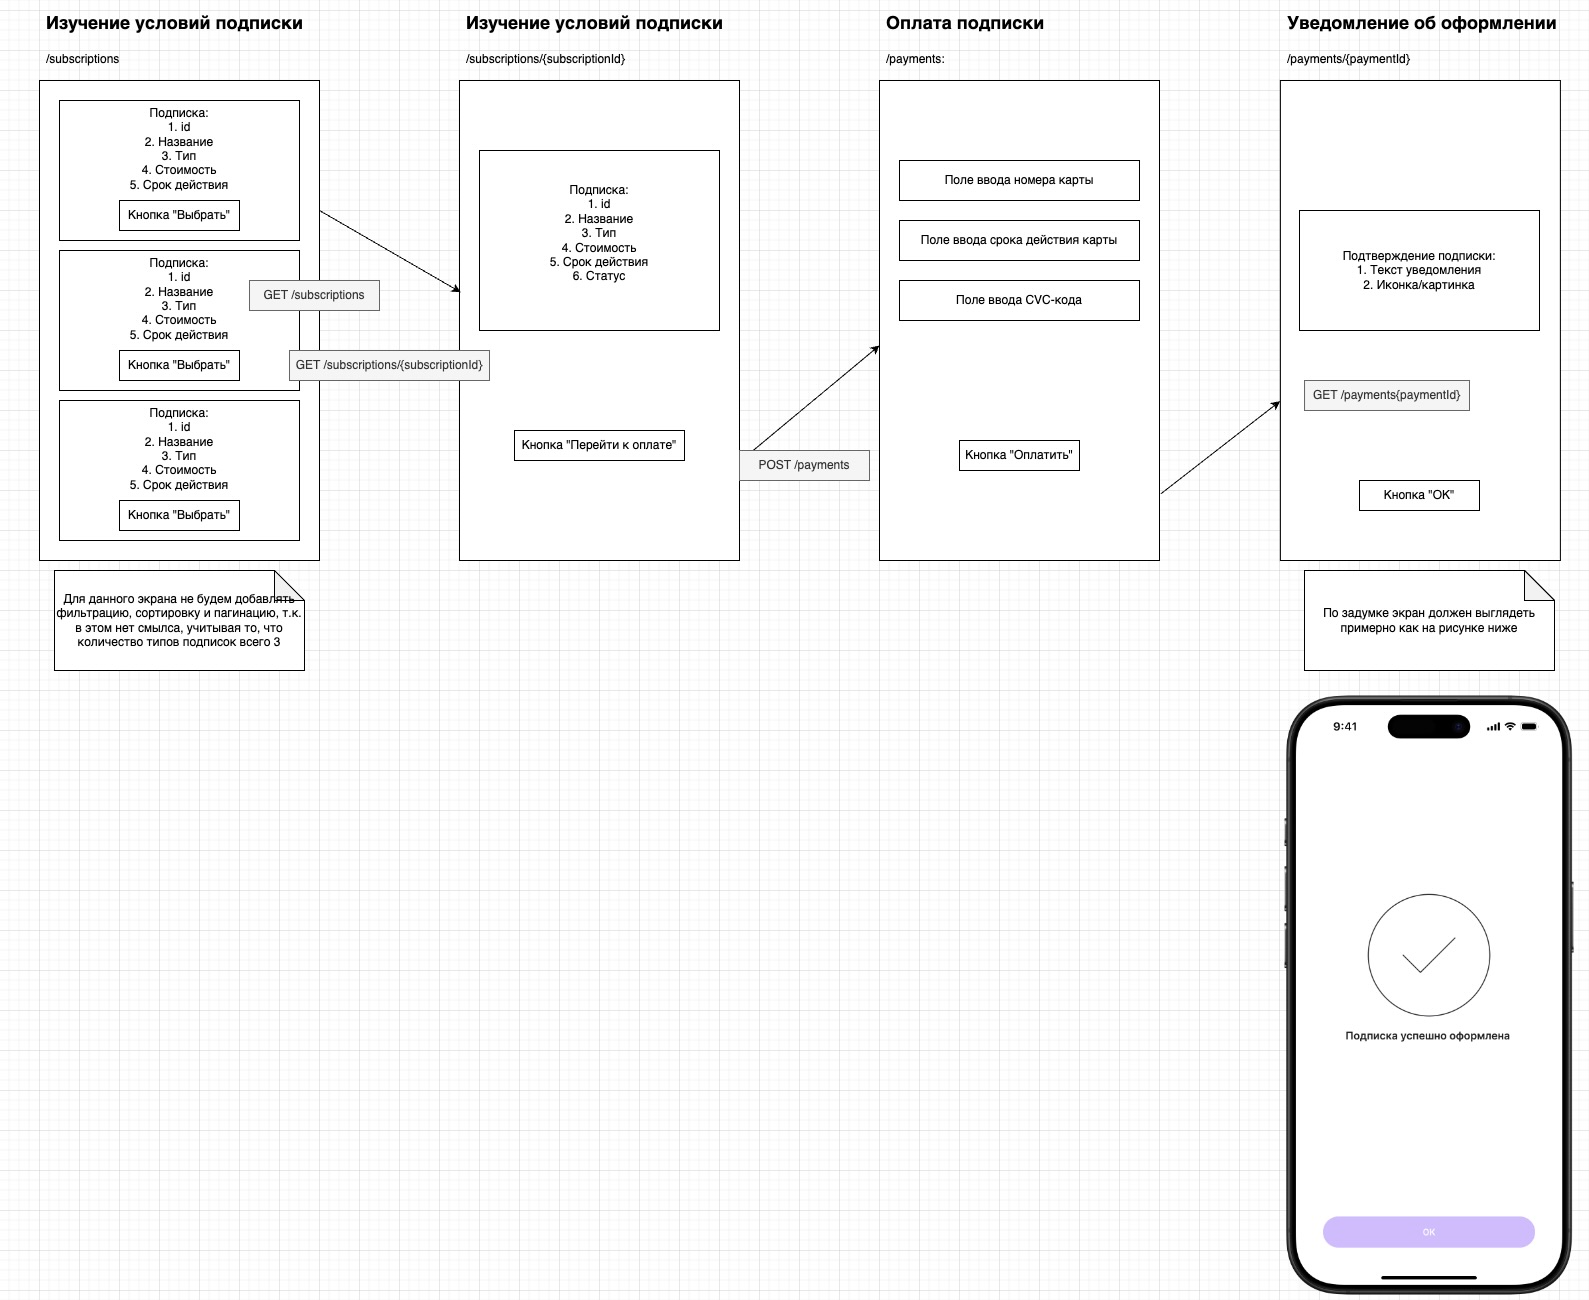 Изучение условий подписки
/subscriptions
Подписка:
1. id
2. Название
3. Тип
4. Стоимость
5. Срок действия
Кнопка "Выбрать"
Подписка:
1. id
2. Название
3. Тип
4. Стоимость
5. Срок действия
Кнопка "Выбрать"
Подписка:
1. id
2. Название
3. Тип
4. Стоимость
5. Срок действия
Кнопка "Выбрать"
Для данного экрана не будем добавлять
фильтрацию, сортировку и пагинацию, т.к.
в этом нет смылса, учитывая то, что
количество типов подписок всего 3
GET /subscriptions
GET /subscriptions/{subscriptionId}
Изучение условий подписки
/subscriptions/{subscriptionId}
Подписка:
1. id
2. Название
3. Тип
4. Стоимость
5. Срок действия
6. Статус
Кнопка "Перейти к оплате"
POST /payments
Оплата подписки
/payments:
Поле ввода номера карты
Поле ввода срока действия карты
Поле ввода CVC-кода
Кнопка "Оплатить"
Уведомление об оформлении
/payments/{paymentId}
Подтверждение подписки:
1. Текст уведомления
2. Иконка/картинка
GET /payments{paymentId}
Кнопка "ОК"
По задумке экран должен выглядеть
примерно как на рисунке ниже
9:41
Подписка успешно оформлена
ОК